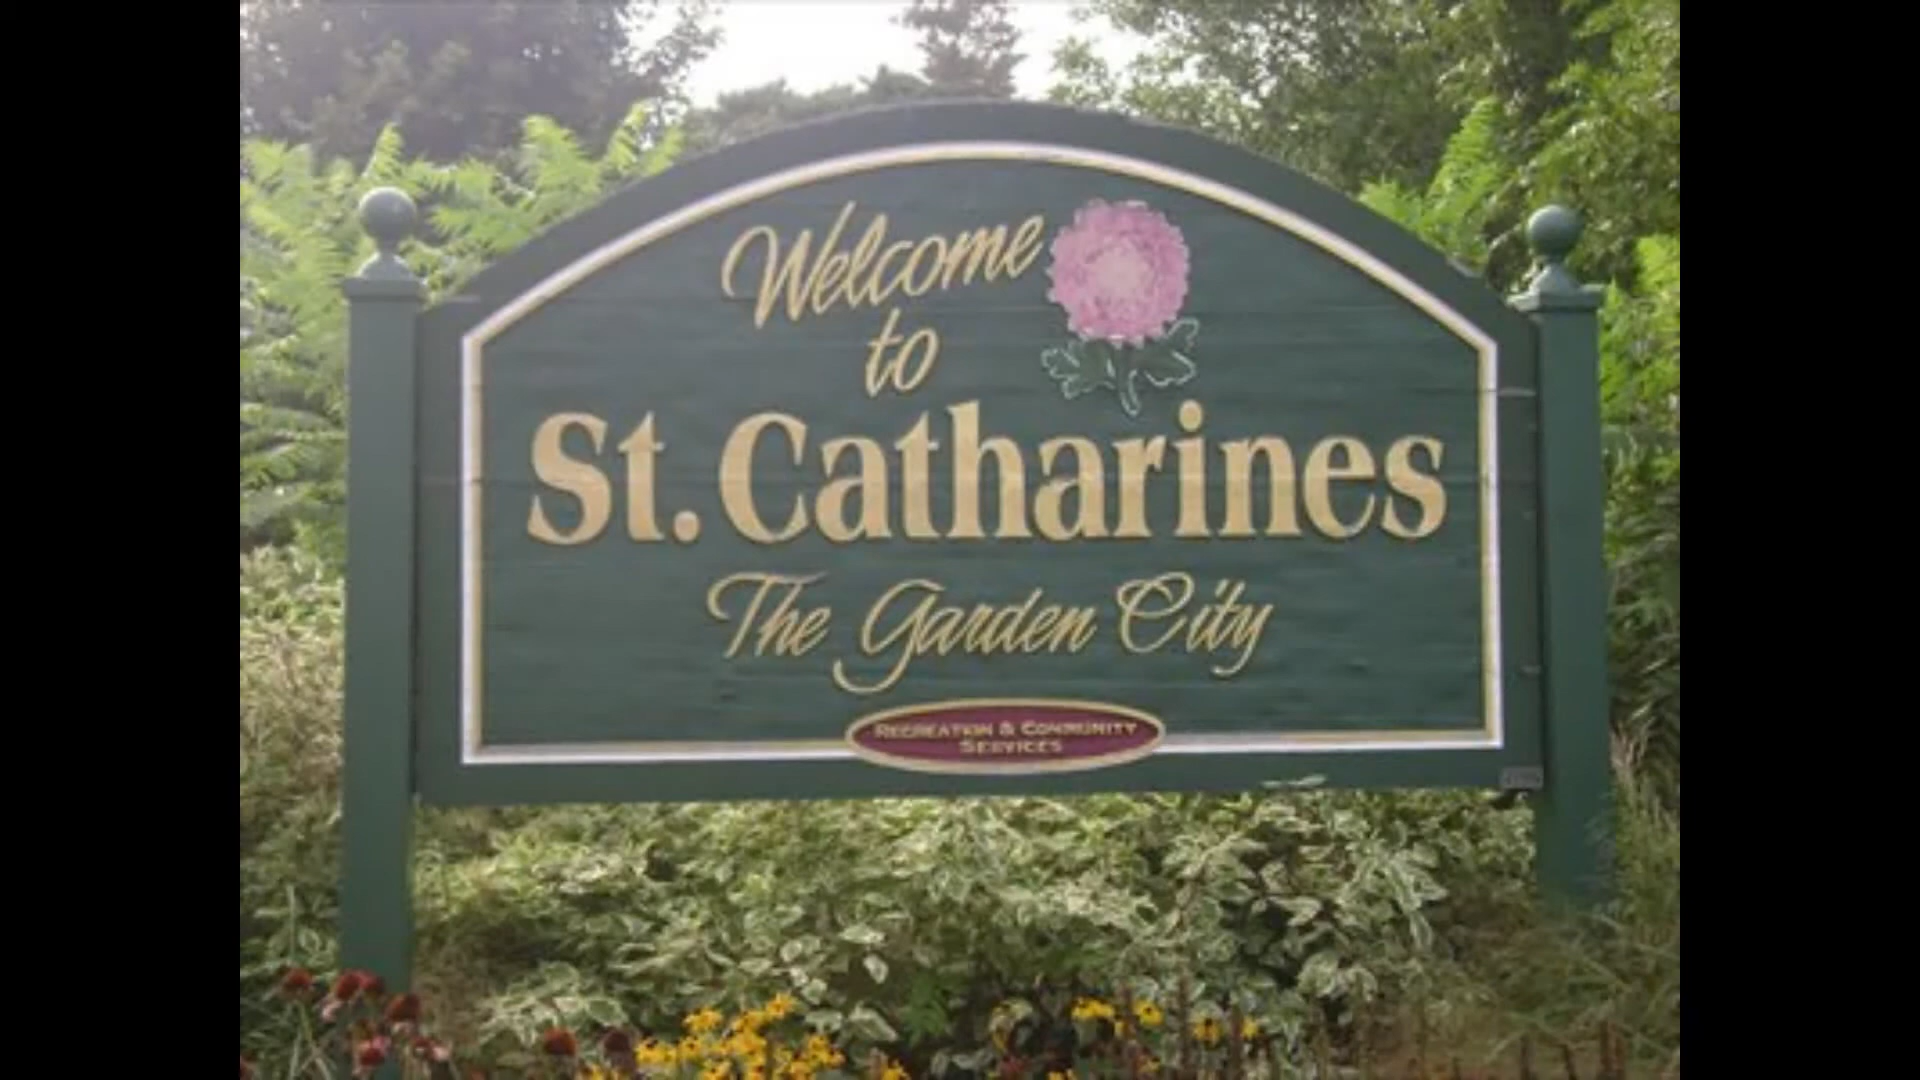 Welcome
to
St. Catharines
The Garden City
RECREATION & COMMUNITY
SERVICES